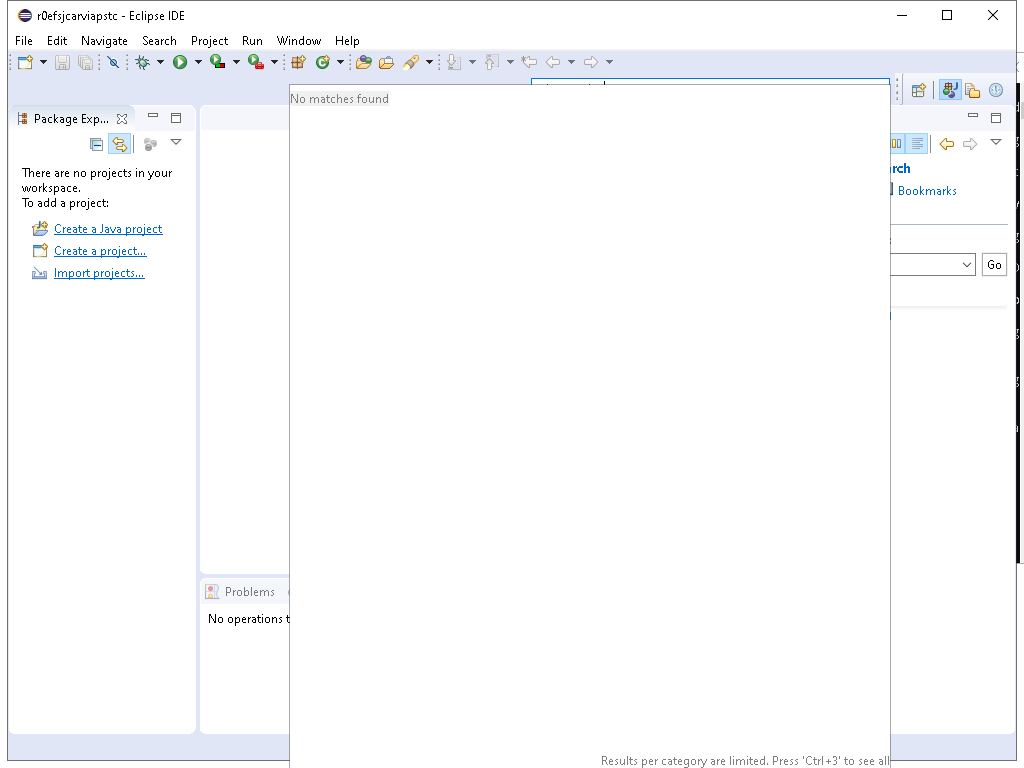 r0efsjcarviapstc - Eclipse IDE
File Edit Navigate Search Project Run Window Help
No matches found
Package Exp...
There are no projects in your
workspace.
To add a project:
Create a Java project
Create a project...
Import projects...
rch
Bookmarks
Go
Problems
No operations t
Results per category are limited. Press 'Ctrl+3' to see all